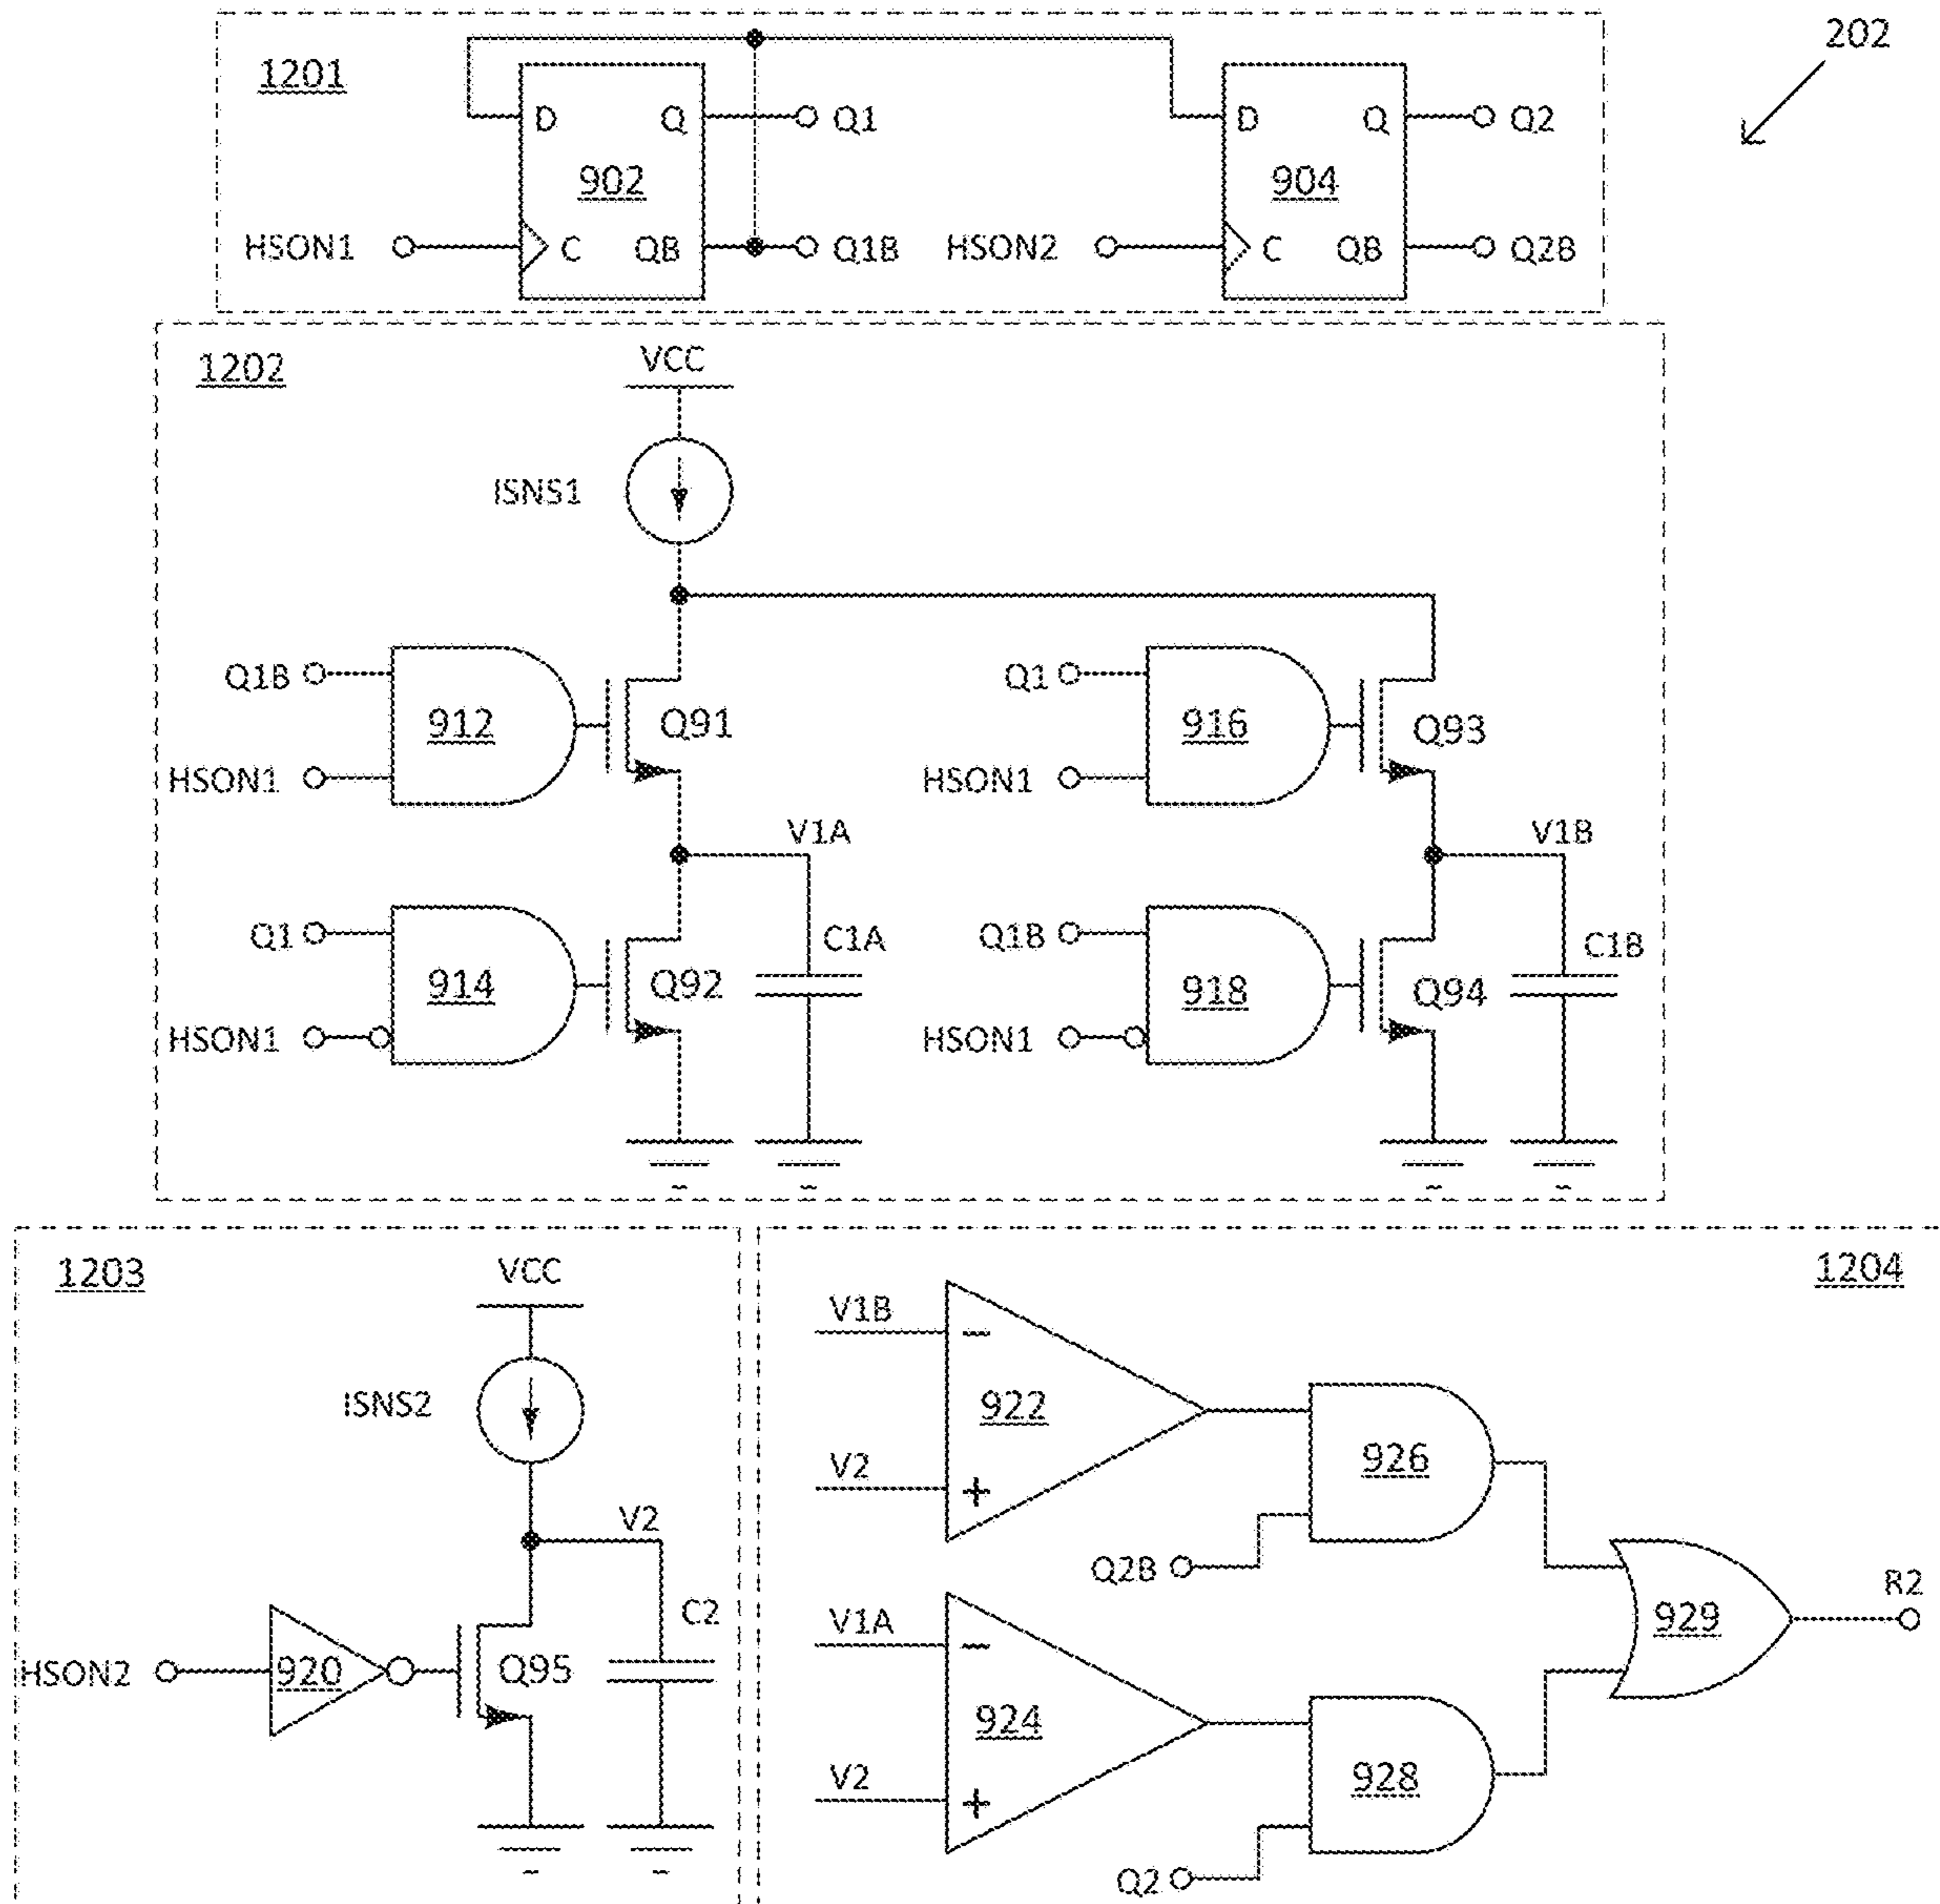 202
1201
D
Q
Q1
902
HSON1
C
QB
Q1B
D
Q
Q2
904
HSON2
C
QB
Q2B
1202
VCC
ISNS1
Q1B
912
Q91
HSON1
Q1
916
Q93
HSON1
V1A
V1B
Q1
914
Q92
C1A
HSON1
Q1B
918
Q94
C1B
HSON1
1203
VCC
ISNS2
V2
C2
HSON2
920
Q95
1204
V1B
−
922
V2
+
926
Q2B
V1A
−
924
V2
+
928
Q2
929
R2